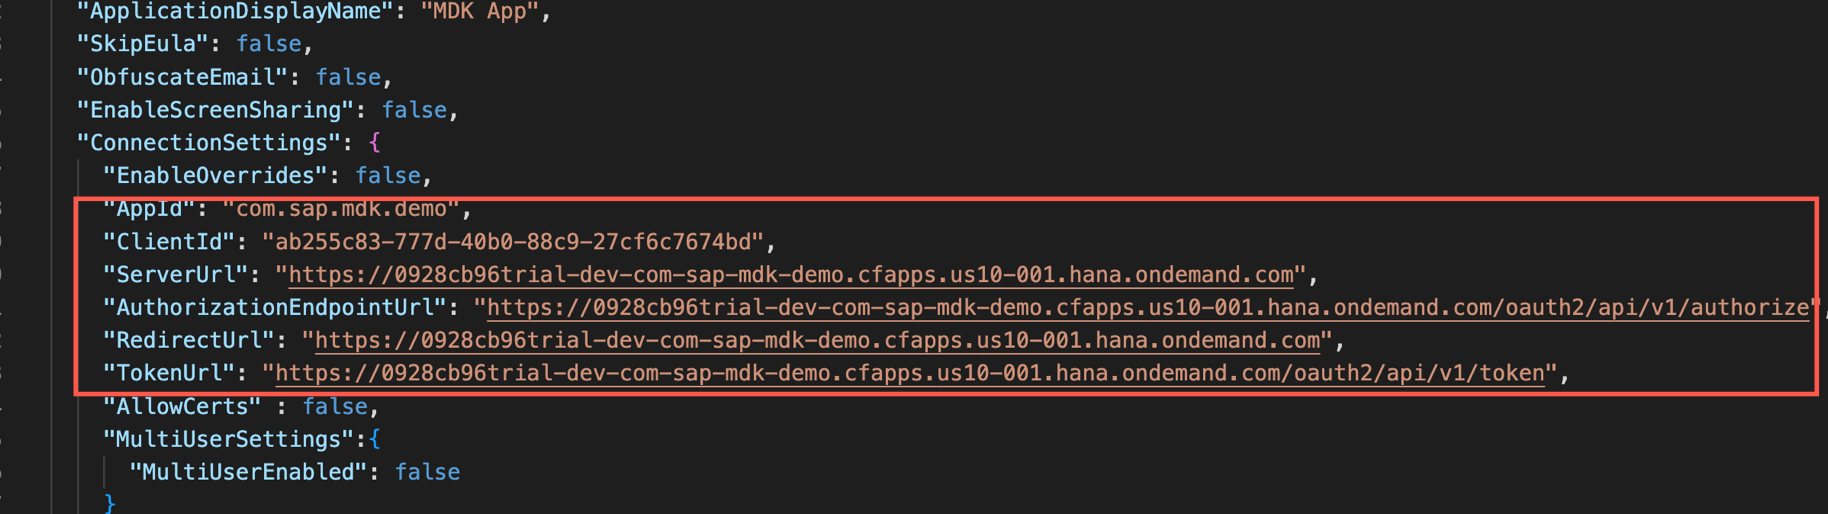 "ApplicationDisplayName": "MDK App",
"SkipEula": false,
"ObfuscateEmail": false,
"EnableScreenSharing": false,
"ConnectionSettings": {
"EnableOverrides": false,
"AppId": "com.sap.mdk.demo",
"ClientId": "ab255c83-777d-40b0-88c9-27cf6c7674bd",
"ServerUrl": "https://0928cb96trial-dev-com-sap-mdk-demo.cfapps.us10-001.hana.ondemand.com",
"AuthorizationEndpointUrl": "https://0928cb96trial-dev-com-sap-mdk-demo.cfapps.us10-001.hana.ondemand.com/oauth2/api/v1/authorize",
"RedirectUrl": "https://0928cb96trial-dev-com-sap-mdk-demo.cfapps.us10-001.hana.ondemand.com",
"TokenUrl": "https://0928cb96trial-dev-com-sap-mdk-demo.cfapps.us10-001.hana.ondemand.com/oauth2/api/v1/token",
"AllowCerts" : false,
"MultiUserSettings":{
"MultiUserEnabled": false
}